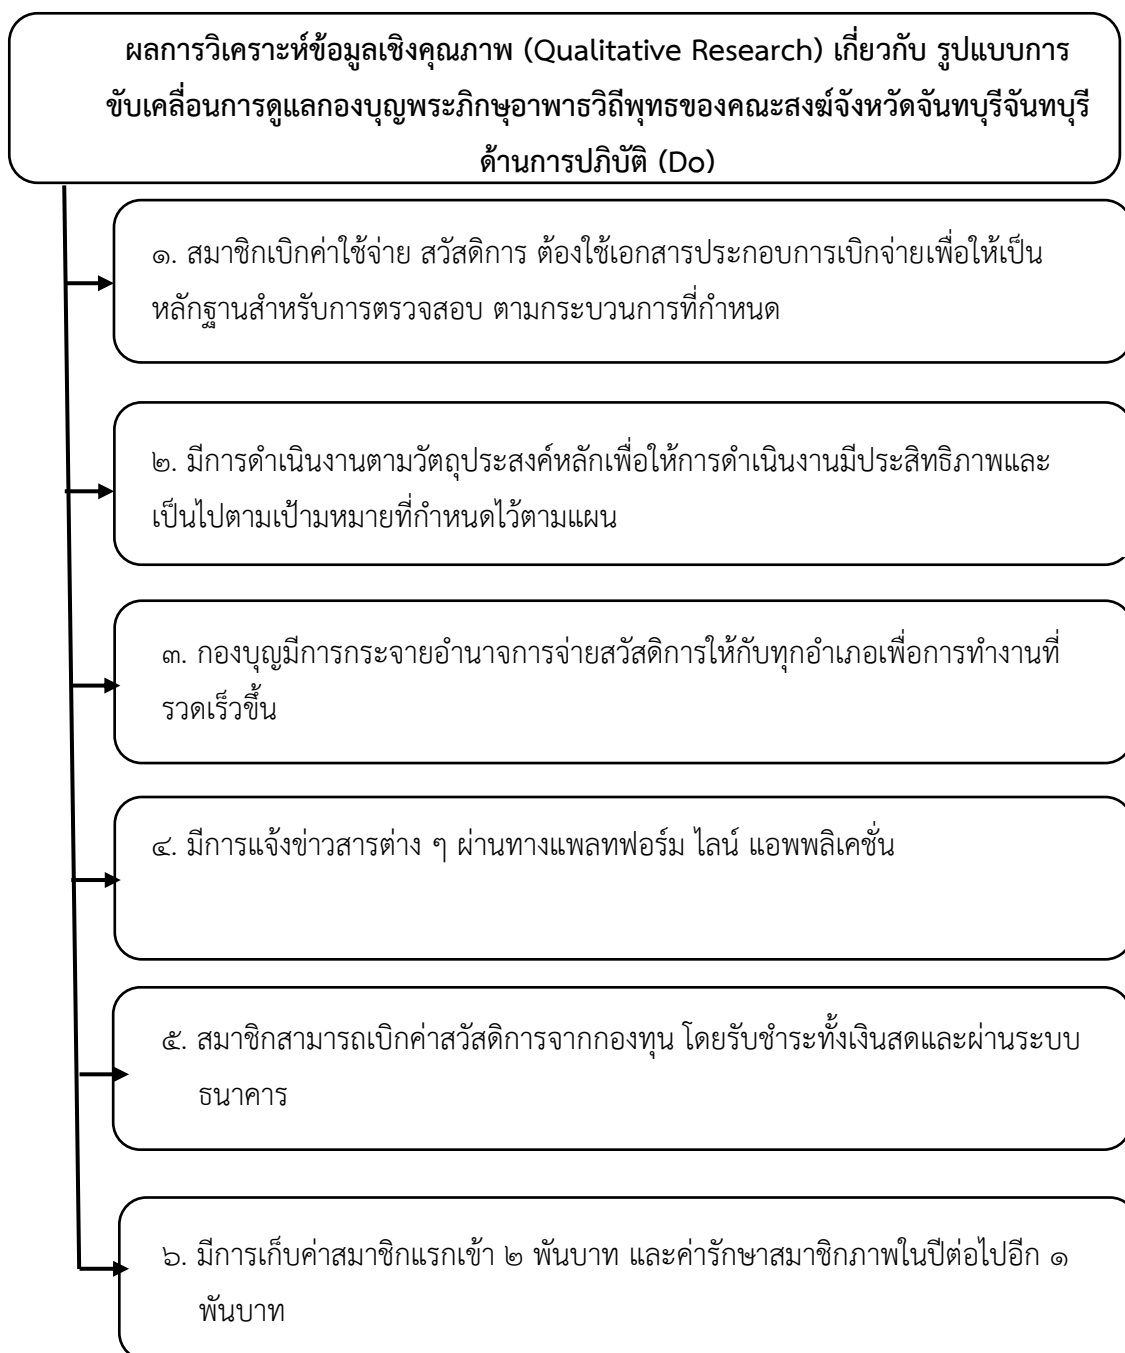 ผลการวิเคราะห์ข้อมูลเชิงคุณภาพ (Qualitative Research) เกี่ยวกับ รูปแบบการ
ขับเคลื่อนการดูแลกองบุญพระภิกษุอาพาธวิถีพุทธของคณะสงฆ์จังหวัดจันทบุรีจันทบุรี
ด้านการปฏิบัติ (Do)
๑. สมาชิกเบิกค่าใช้จ่าย สวัสดิการ ต้องใช้เอกสารประกอบการเบิกจ่ายเพื่อให้เป็น
หลักฐานสำหรับการตรวจสอบ ตามกระบวนการที่กำหนด
๒. มีการดำเนินงานตามวัตถุประสงค์หลักเพื่อให้การดำเนินงานมีประสิทธิภาพและ
เป็นไปตามเป้ามหมายที่กำหนดไว้ตามแผน
๓. กองบุญมีการกระจายอำนาจการจ่ายสวัสดิการให้กับทุกอำเภอเพื่อการทำงานที่
รวดเร็วขึ้น
๔. มีการแจ้งข่าวสารต่าง ๆ ผ่านทางแพลทฟอร์ม ไลน์ แอพพลิเคชั่น
๕. สมาชิกสามารถเบิกค่าสวัสดิการจากกองทุน โดยรับชำระทั้งเงินสดและผ่านระบบ
ธนาคาร
๖. มีการเก็บค่าสมาชิกแรกเข้า ๒ พันบาท และค่ารักษาสมาชิกภาพในปีต่อไปอีก ๑
พันบาท